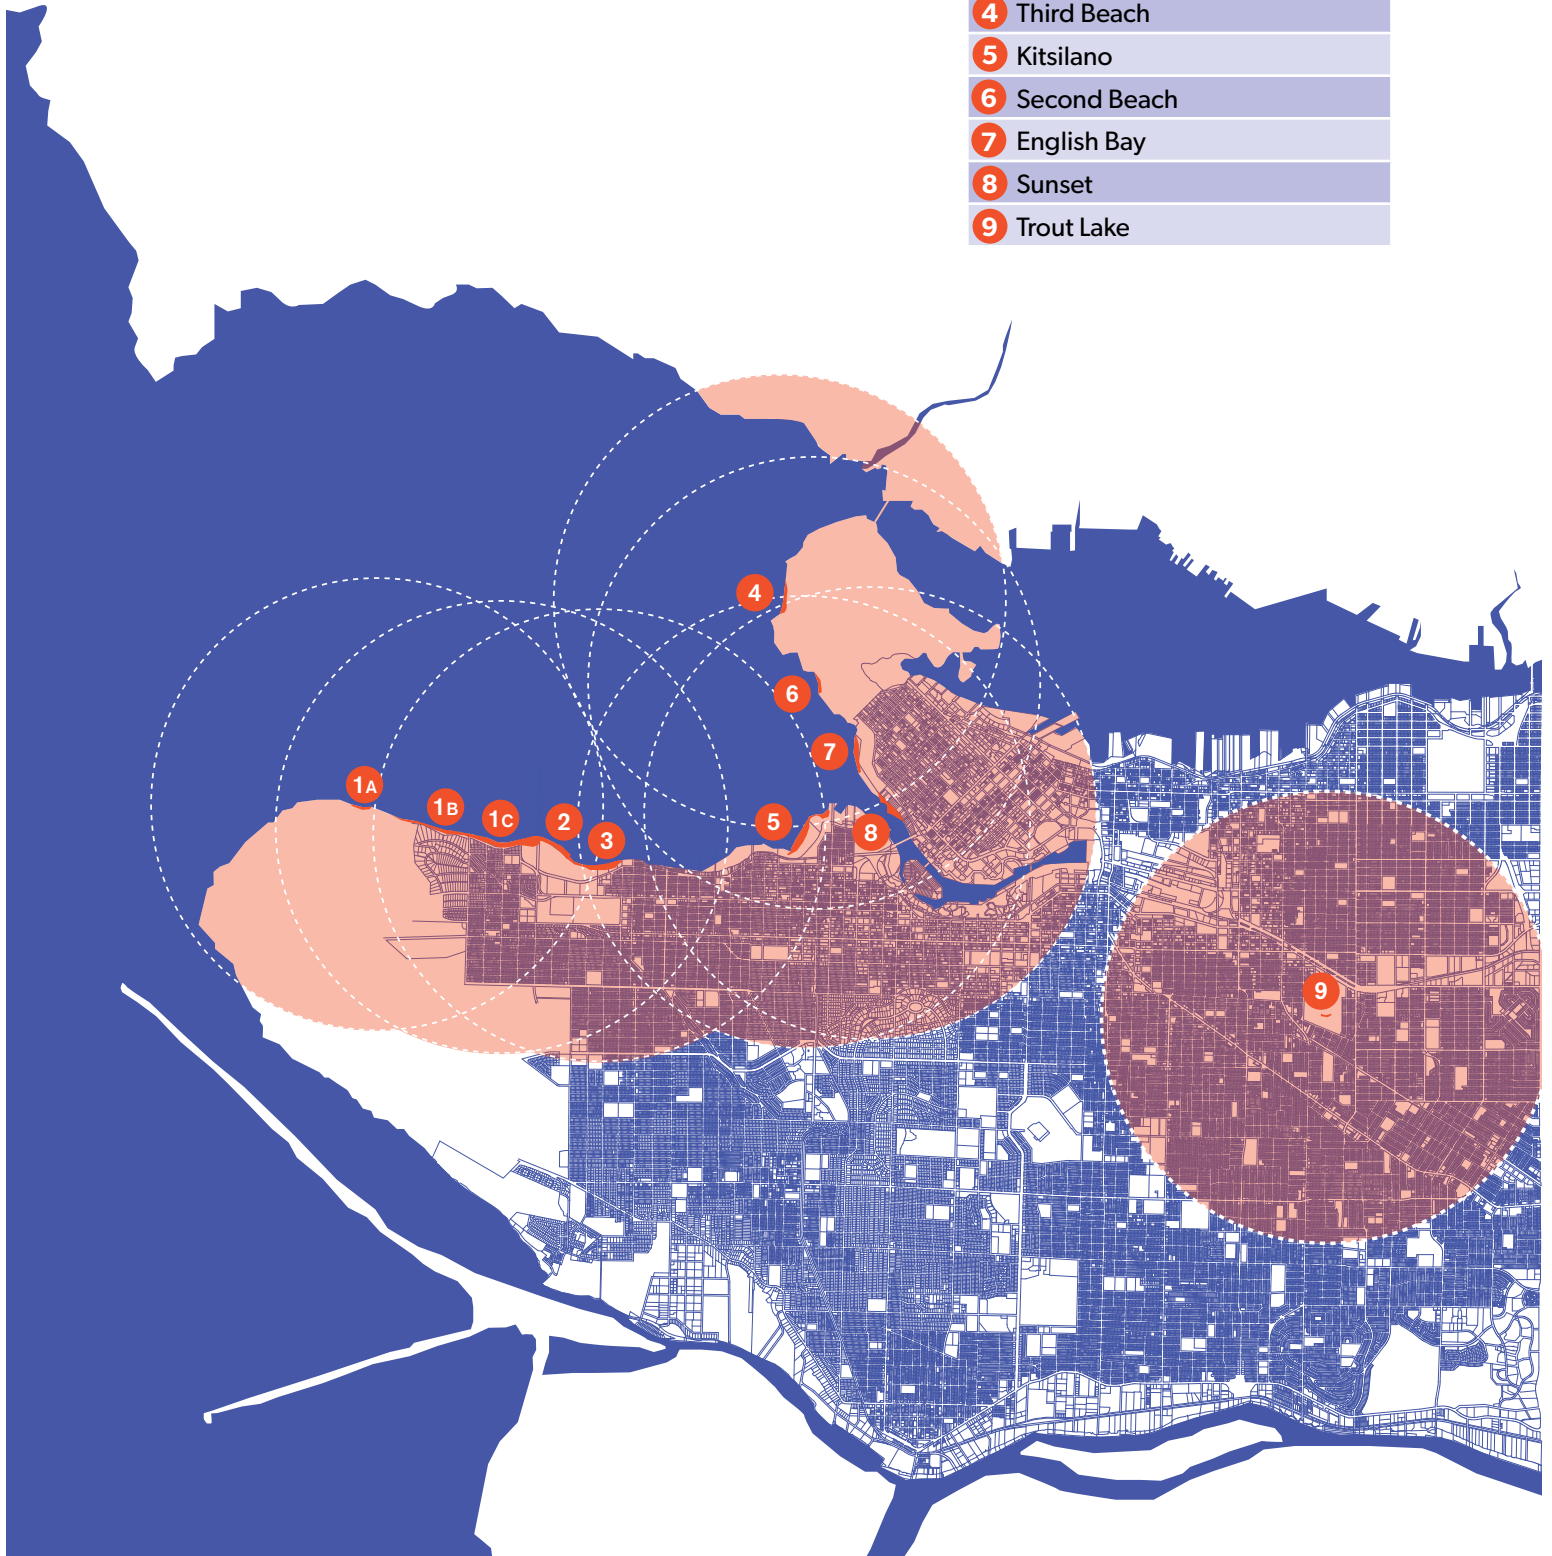 4 Third Beach
5 Kitsilano
6 Second Beach
7 English Bay
8 Sunset
9 Trout Lake
4
6
7
1A
1B
1C
2
3
5
8
9